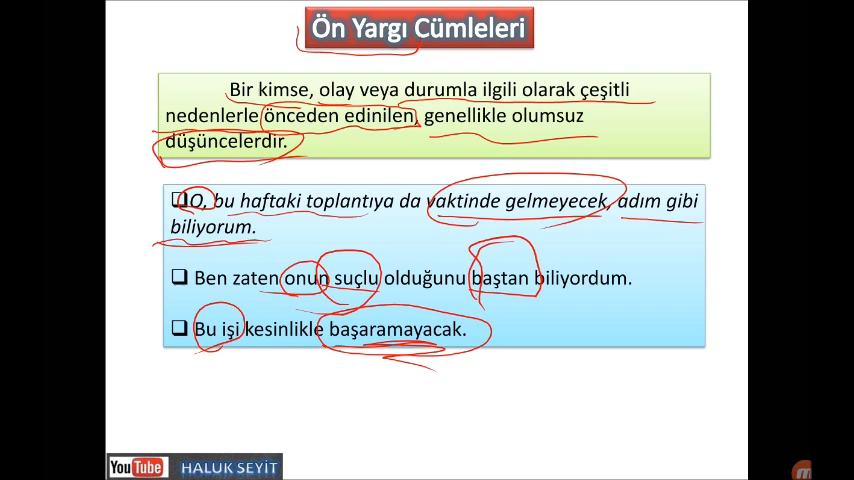 Ön Yargı Cümleleri
Bir kimse, olay veya durumla ilgili olarak çeşitli
nedenlerle önceden edinilen, genellikle olumsuz
düşüncelerdir.
O, bu haftaki toplantıya da vaktinde gelmeyecek, adım gibi
biliyorum.
Ben zaten onun suçlu olduğunu baştan biliyordum.
Bu işi kesinlikle başaramayacak.
YouTube HALUK SEYİT